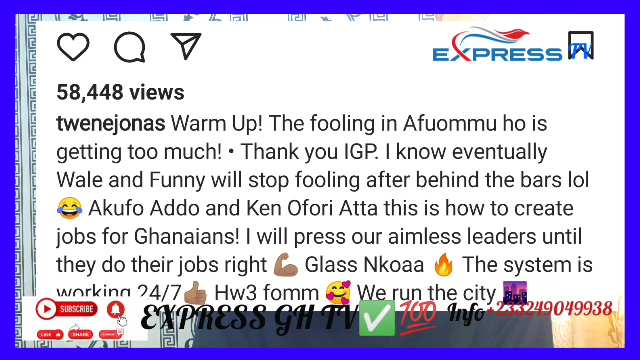 EXPRESS TV
58,448 views
twenejonas Warm Up! The fooling in Afuommu ho is
getting too much! • Thank you IGP. I know eventually
Wale and Funny will stop fooling after behind the bars lol
😂 Akufo Addo and Ken Ofori Atta this is how to create
jobs for Ghanaians! I will press our aimless leaders until
they do their jobs right 💪🏽 Glass Nkoaa 🔥 The system is
working 24/7👍🏽 Hw3 fomm 🥰 We run the city 🌆
SUBSCRIBE
LIKE SHARE
EXPRESS GH TV✅💯 Info+233249049938